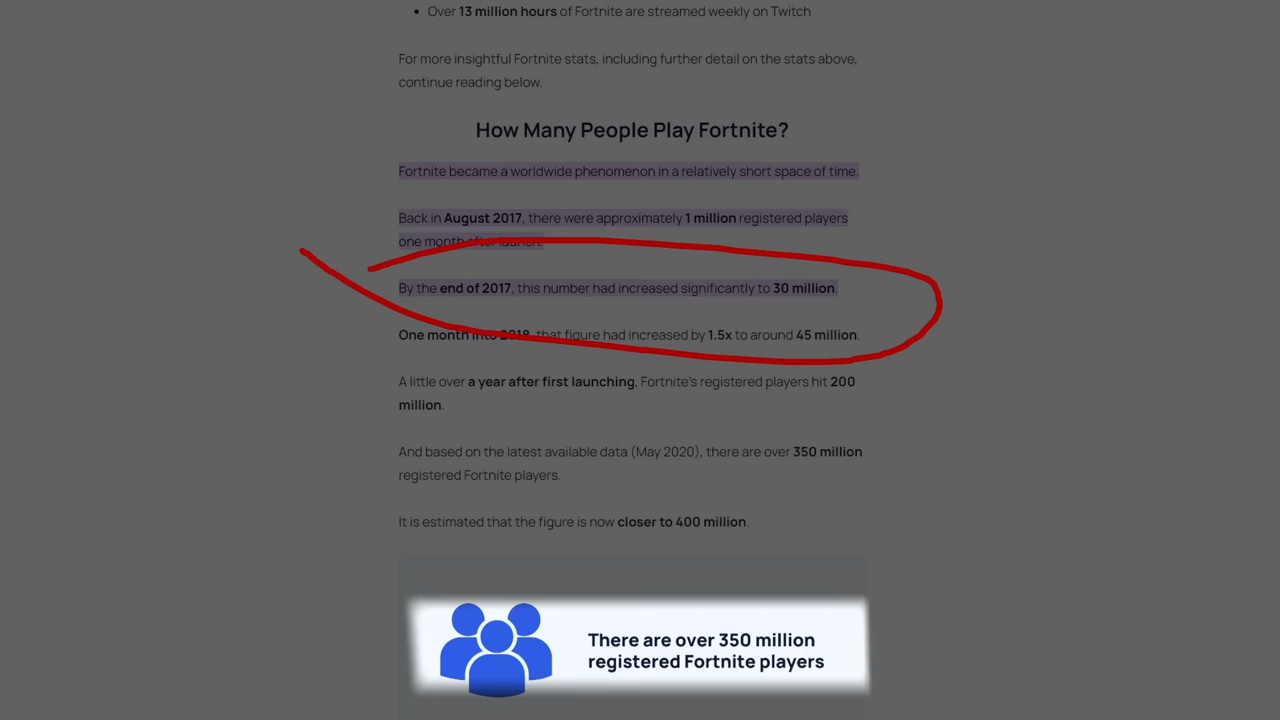 Over 13 million hours of Fortnite are streamed weekly on Twitch
For more insightful Fortnite stats, including further detail on the stats above,
continue reading below.
How Many People Play Fortnite?
Fortnite became a worldwide phenomenon in a relatively short space of time.
Back in August 2017, there were approximately 1 million registered players
one month after launch.
By the end of 2017, this number had increased significantly to 30 million.
One month into 2018, that figure had increased by 1.5x to around 45 million.
A little over a year after first launching, Fortnite's registered players hit 200
million.
And based on the latest available data (May 2020), there are over 350 million
registered Fortnite players.
It is estimated that the figure is now closer to 400 million.
There are over 350 million
registered Fortnite players